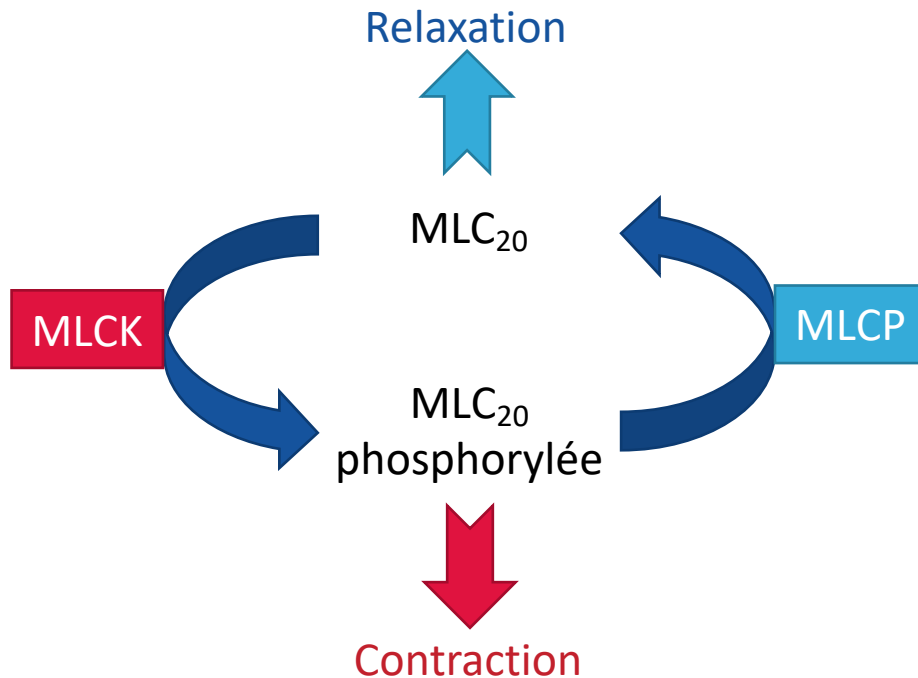 Relaxation
MLC₂₀
MLCK
MLCP
MLC₂₀
phosphorylée
Contraction